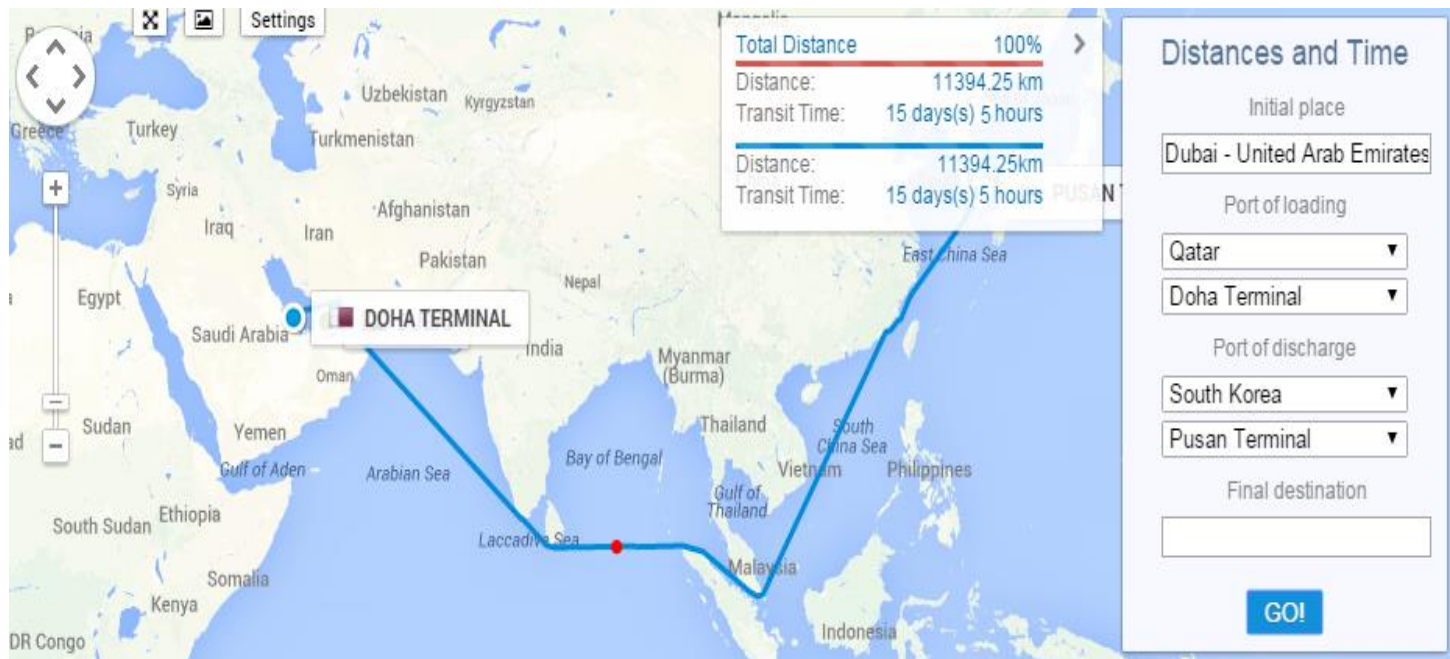 Settings
Total Distance 100%
Distance: 11394.25 km
Transit Time: 15 days(s) 5 hours
Distance: 11394.25km
Transit Time: 15 days(s) 5 hours
Distances and Time
Initial place
Dubai - United Arab Emirates
Port of loading
Qatar
Doha Terminal
Port of discharge
South Korea
Pusan Terminal
Final destination
GO!
Uzbekistan
Kyrgyzstan
Greece
Turkey
Turkmenistan
Syria
Afghanistan
Iraq
Iran
PUSAN
East China Sea
Pakistan
Nepal
Egypt
DOHA TERMINAL
Saudi Arabia
India
Myanmar
(Burma)
Oman
Sudan
Yemen
Thailand
South
China Sea
Gulf of Aden
Arabian Sea
Bay of Bengal
Vietnam
Philippines
Gulf of
Thailand
South Sudan
Ethiopia
Laccadive Sea
Malaysia
Somalia
Kenya
DR Congo
Indonesia